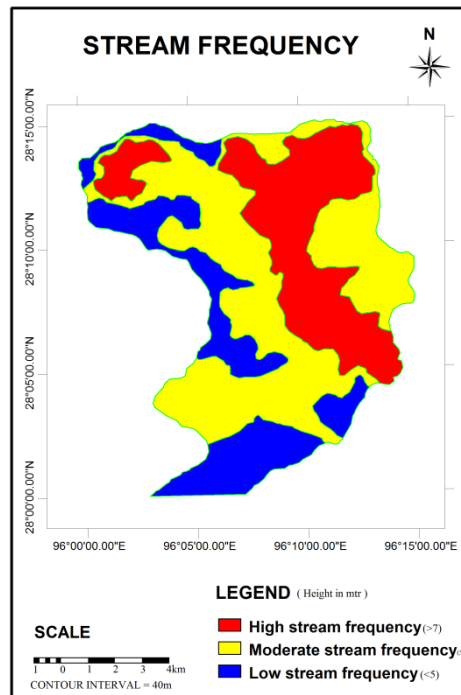 STREAM FREQUENCY
N
28°15'00.00"N
28°10'00.00"N
28°05'00.00"N
28°00'00.00"N
96°00'00.00"E
96°05'00.00"E
96°10'00.00"E
96°15'00.00"E
LEGEND ( Height in mtr )
High stream frequency(>7)
Moderate stream frequency
Low stream frequency(<5)
SCALE
1 0 1 2 3 4km
CONTOUR INTERVAL = 40m